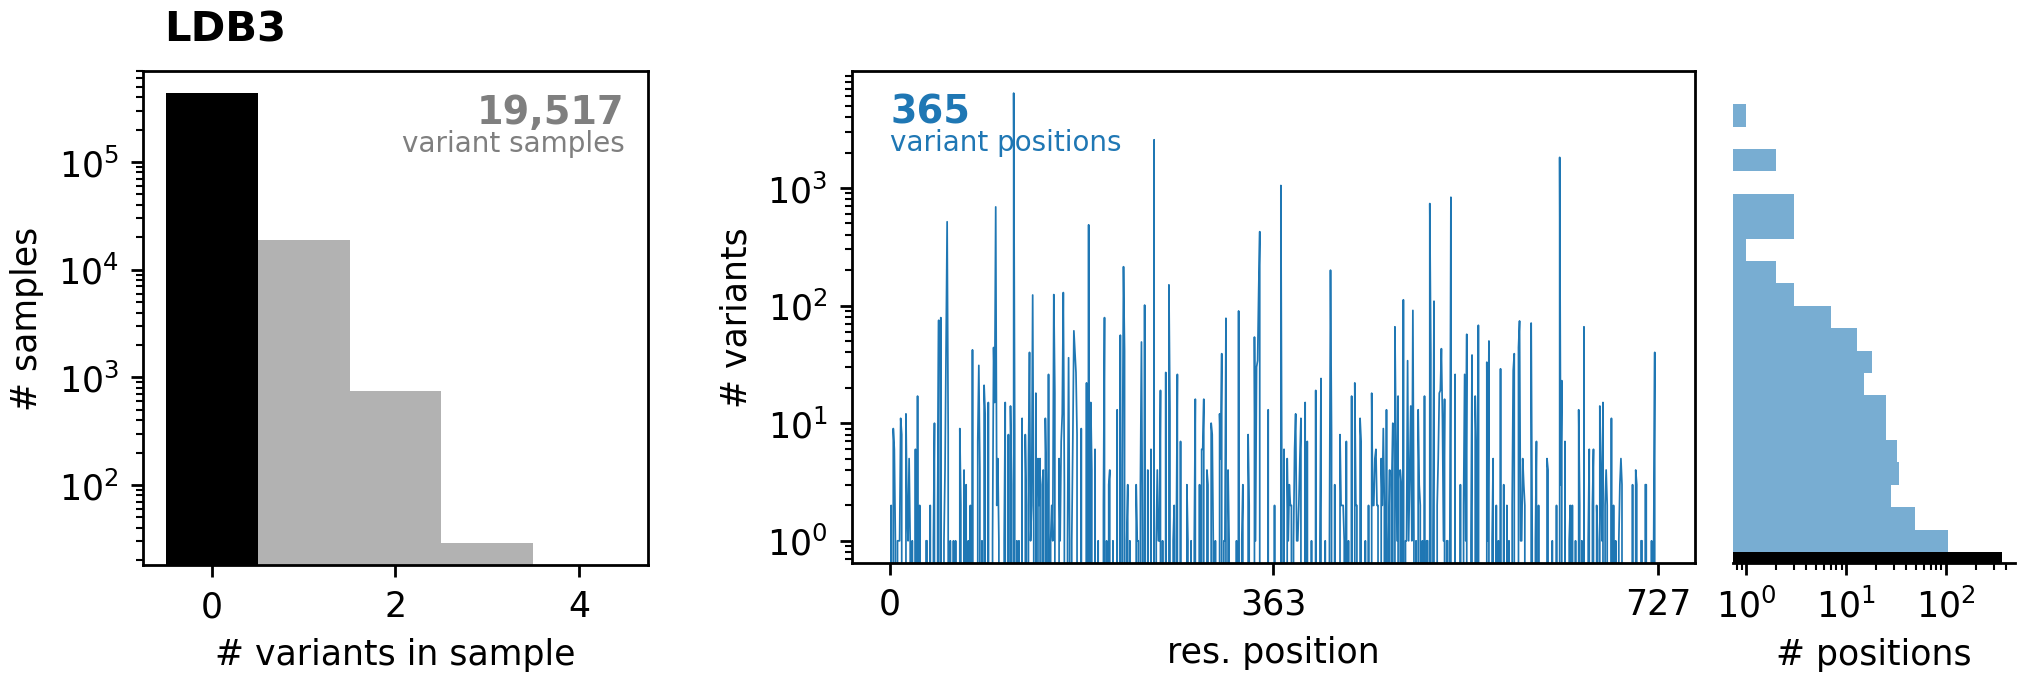 LDB3
19,517
variant samples
# samples
10^5
10^4
10^3
10^2
0 2 4
# variants in sample
365
variant positions
# variants
10^3
10^2
10^1
10^0
0 363 727
res. position
10^0 10^1 10^2
# positions